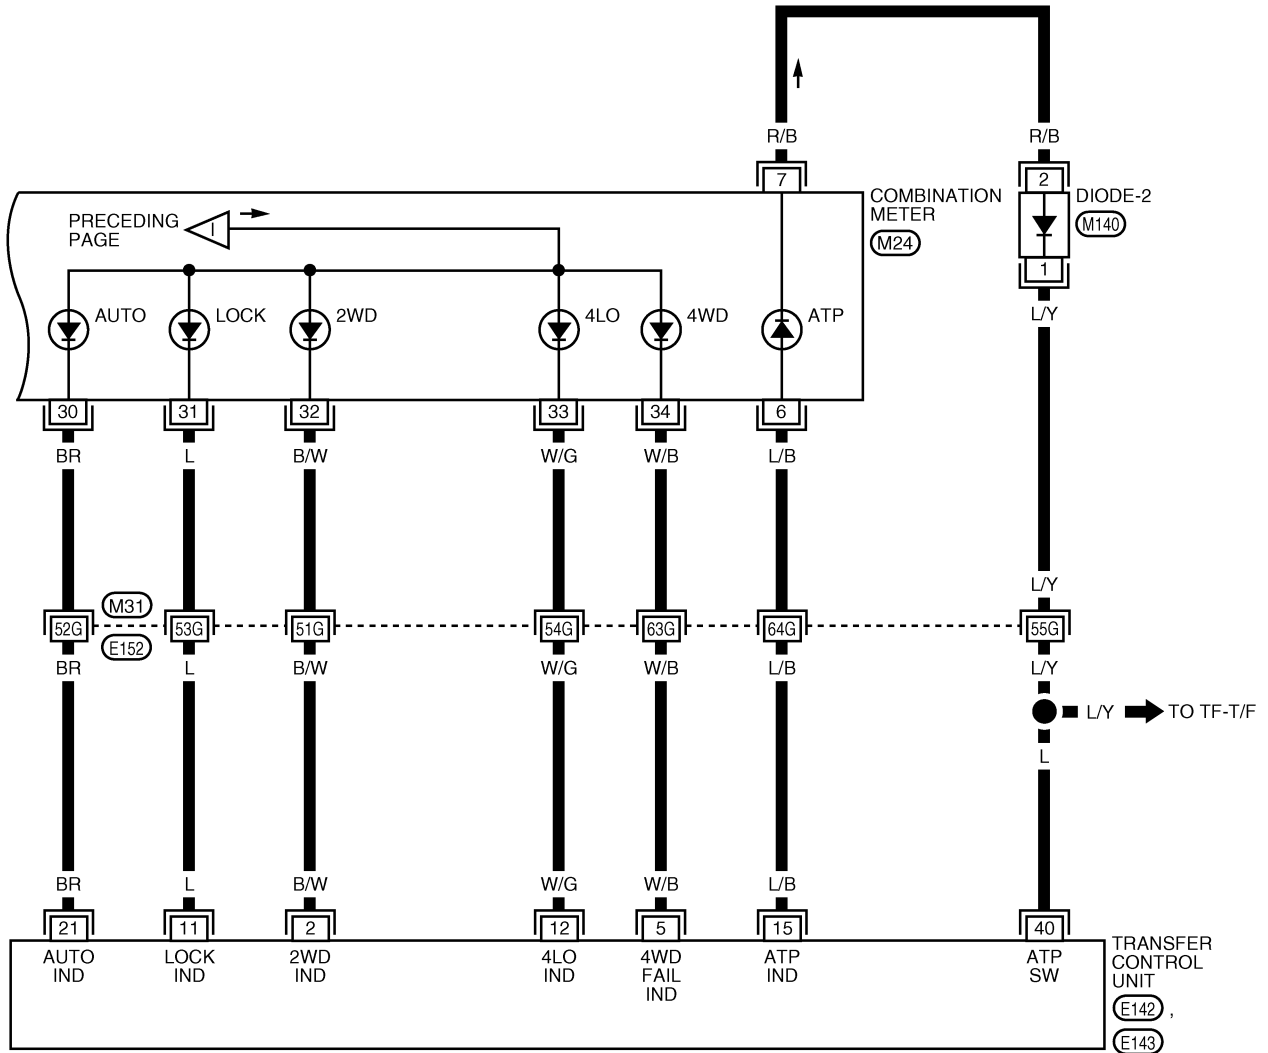 R/B
R/B
7
2
COMBINATION
METER
M24
DIODE-2
M140
PRECEDING
PAGE
I
1
L/Y
AUTO
LOCK
2WD
4LO
4WD
ATP
30
31
32
33
34
6
BR
L
B/W
W/G
W/B
L/B
L/Y
M31
52G
53G
51G
54G
63G
64G
55G
E152
BR
L
B/W
W/G
W/B
L/B
L/Y
L/Y
TO TF-T/F
L
BR
L
B/W
W/G
W/B
L/B
21
11
2
12
5
15
40
AUTO
IND
LOCK
IND
2WD
IND
4LO
IND
4WD
FAIL
IND
ATP
IND
ATP
SW
TRANSFER
CONTROL
UNIT
E142 ,
E143